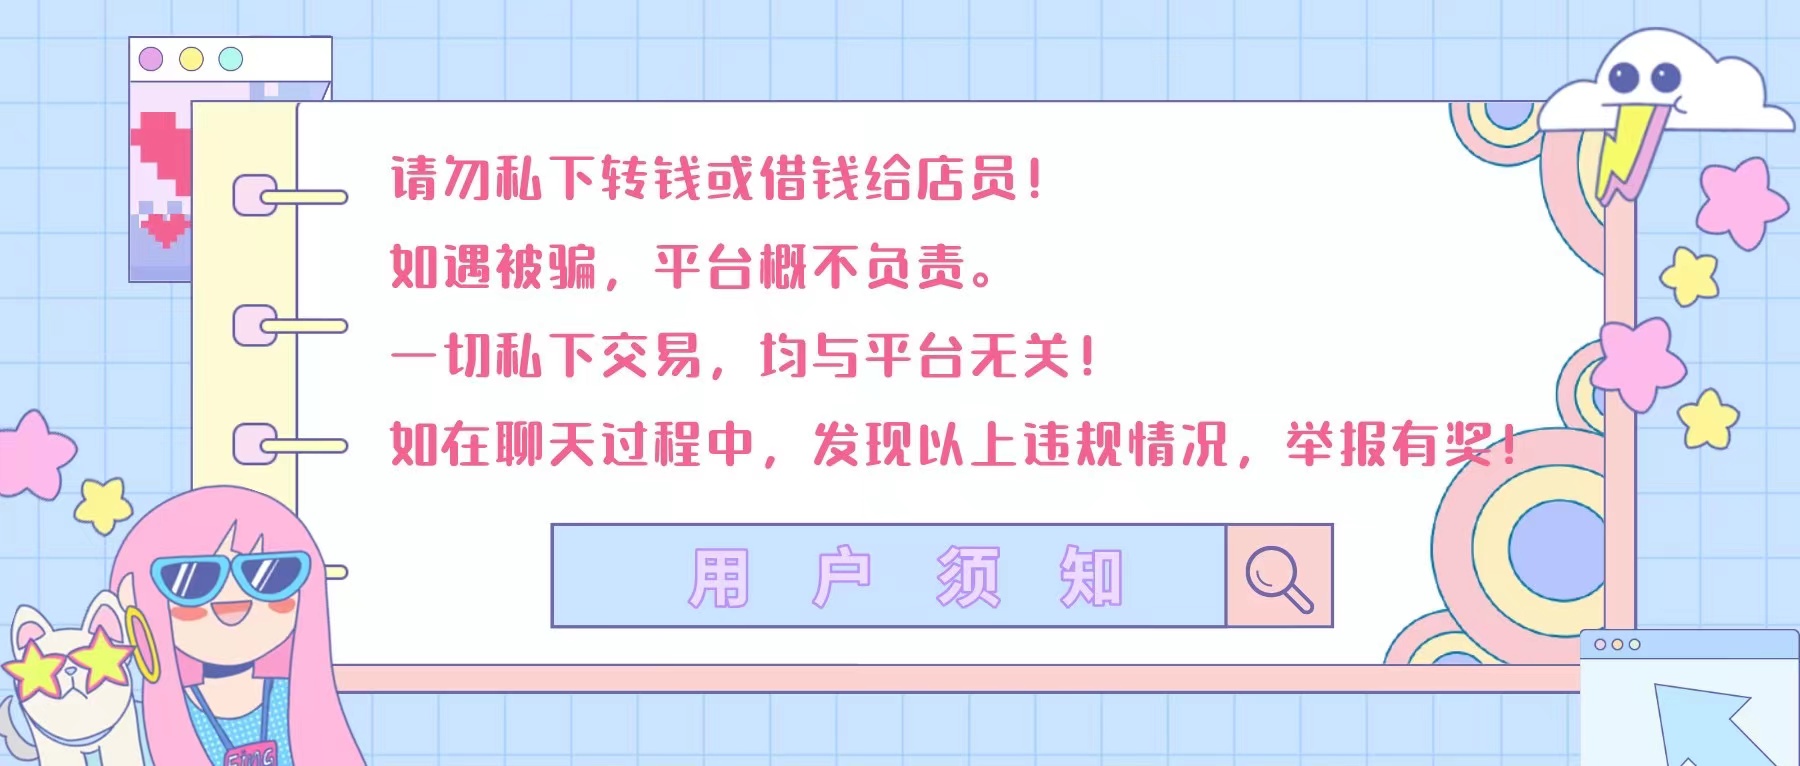 请勿私下转钱或借钱给店员！
如遇被骗，平台概不负责。
一切私下交易，均与平台无关！
如在聊天过程中，发现以上违规情况，举报有奖！
用户须知